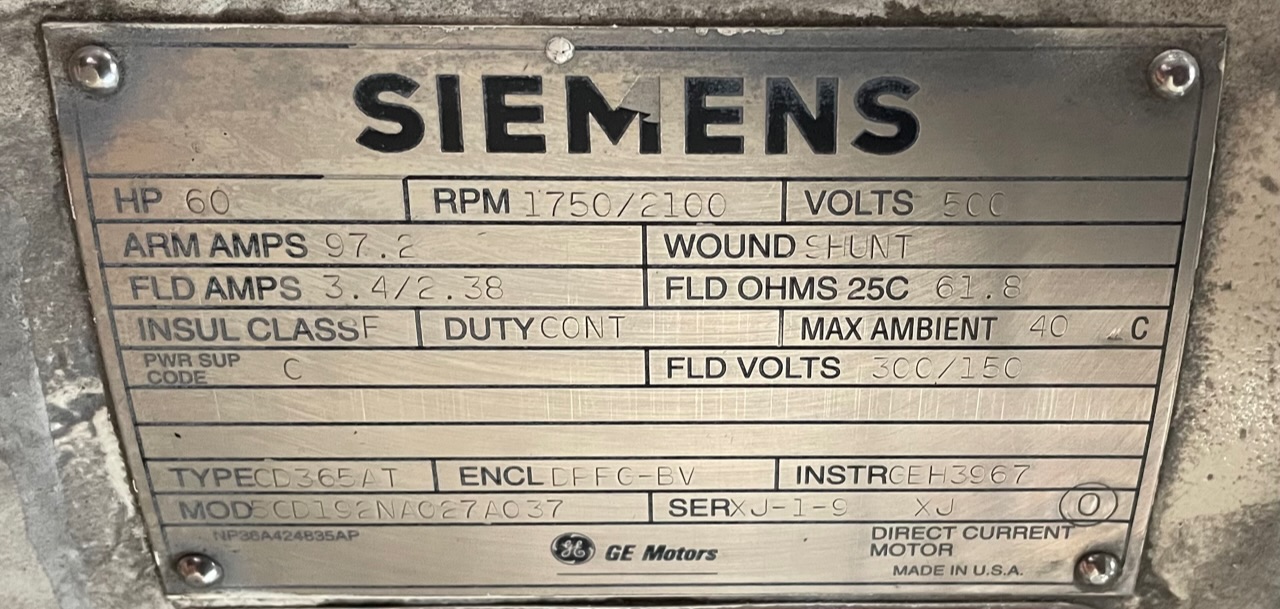 SIEMENS
HP 60 RPM 1750/2100 VOLTS 500
ARM AMPS 97.2 WOUND SHUNT
FLD AMPS 3.4/2.38 FLD OHMS 25C 61.8
INSUL CLASS F DUTY CONT MAX AMBIENT 40 C
PWR SUP CODE C FLD VOLTS 300/150
TYPE CD365AT ENCL DPFG-BV INSTR GEH3967
MOD 5CD192NA027A037 SER XJ-1-9 XJ O
NP36A424835AP
GE GE Motors
DIRECT CURRENT
MOTOR
MADE IN U.S.A.